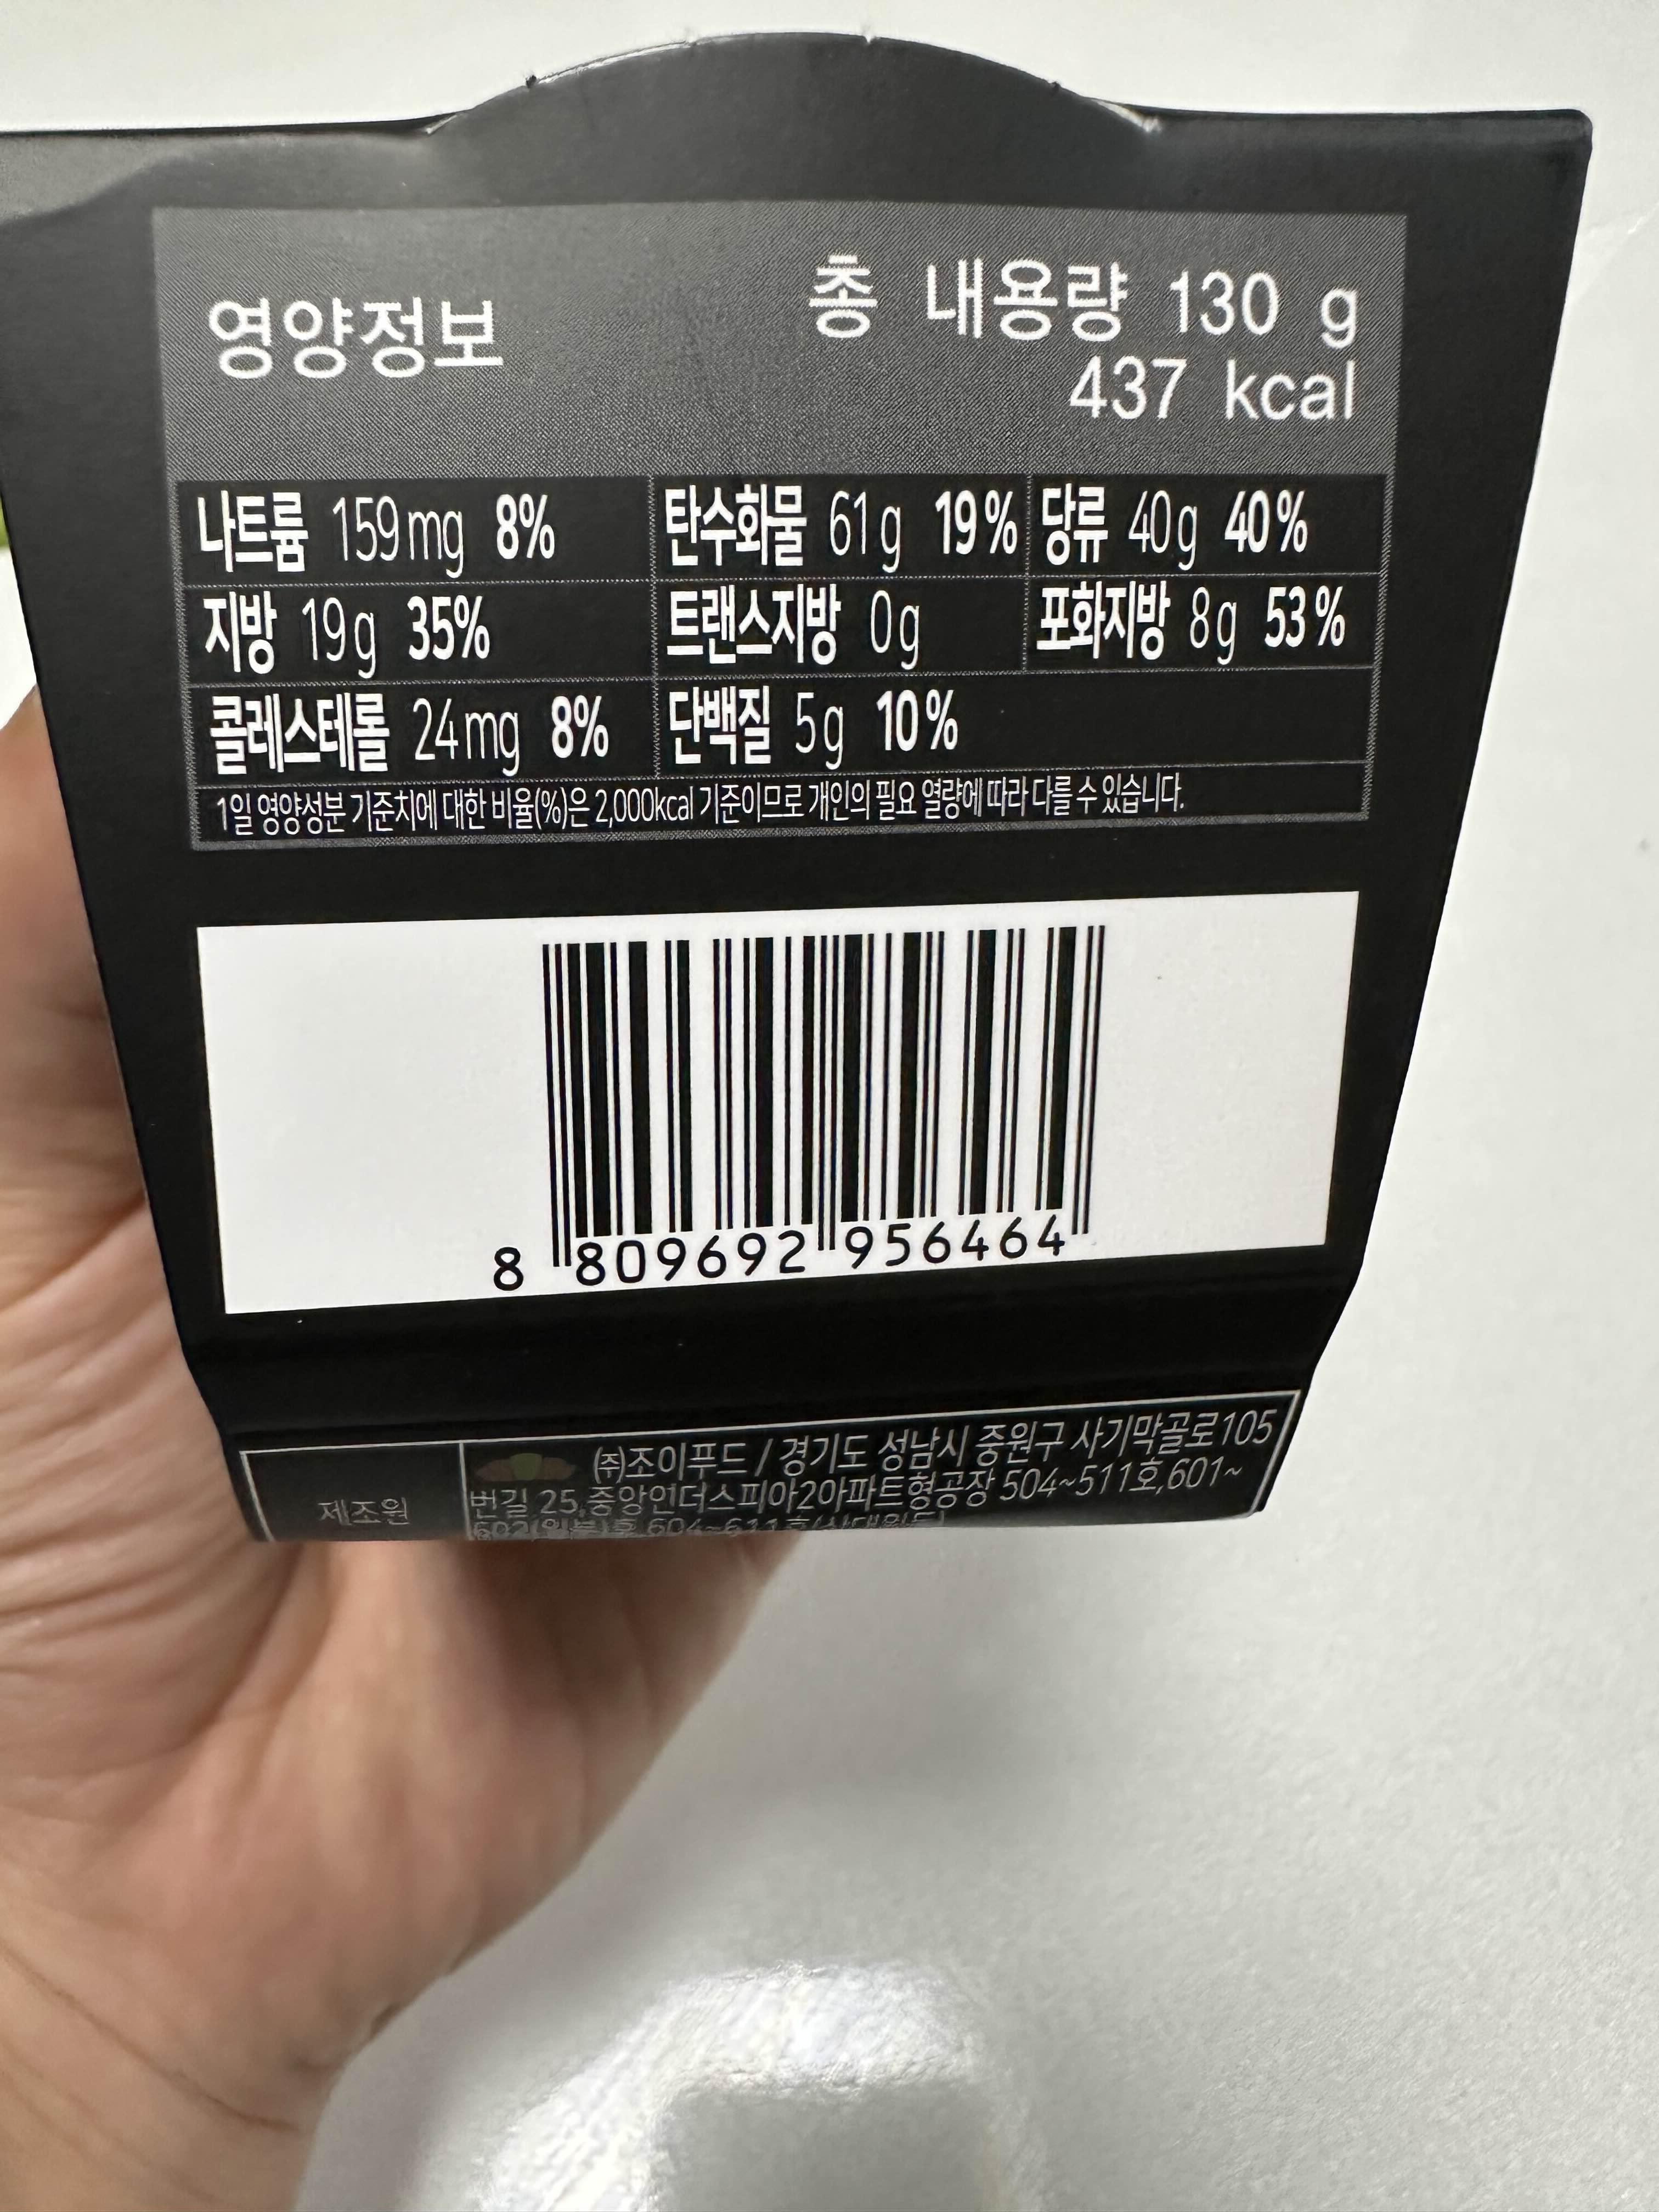 영양정보
총 내용량 130 g
437 kcal
나트륨 159mg 8% 탄수화물 61g 19% 당류 40g 40%
지방 19g 35% 트랜스지방 0g 포화지방 8g 53%
콜레스테롤 24mg 8% 단백질 5g 10%
1일 영양성분 기준치에 대한 비율(%)은 2,000kcal 기준이므로 개인의 필요 열량에 따라 다를 수 있습니다.
8 809692 956464
제조원
㈜조이푸드 / 경기도 성남시 중원구 사기막골로105
번길 25,중앙인더스피아2아파트형공장 504~511호,601~